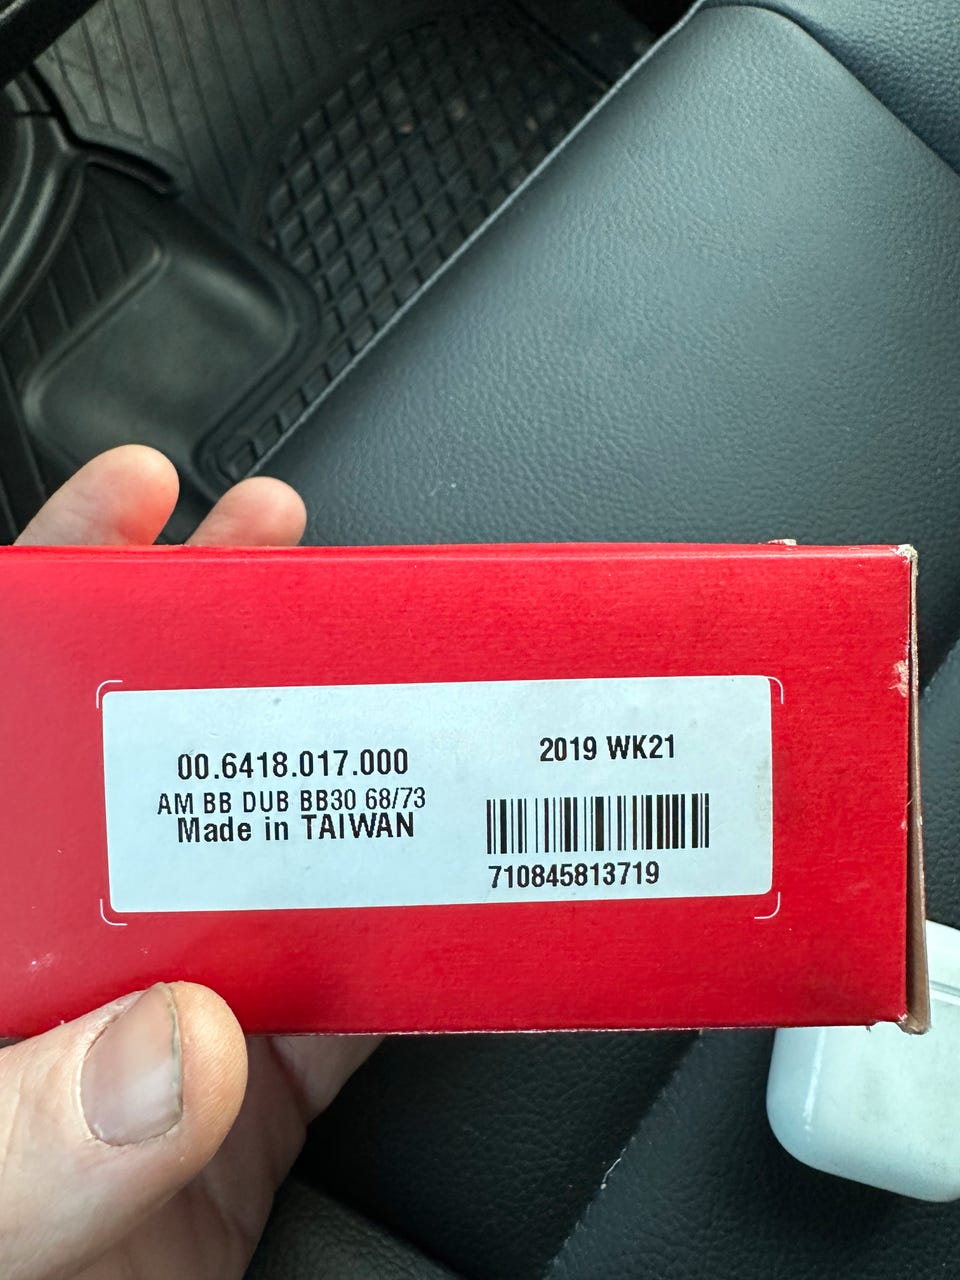 00.6418.017.000
AM BB DUB BB30 68/73
Made in TAIWAN
2019 WK21
710845813719